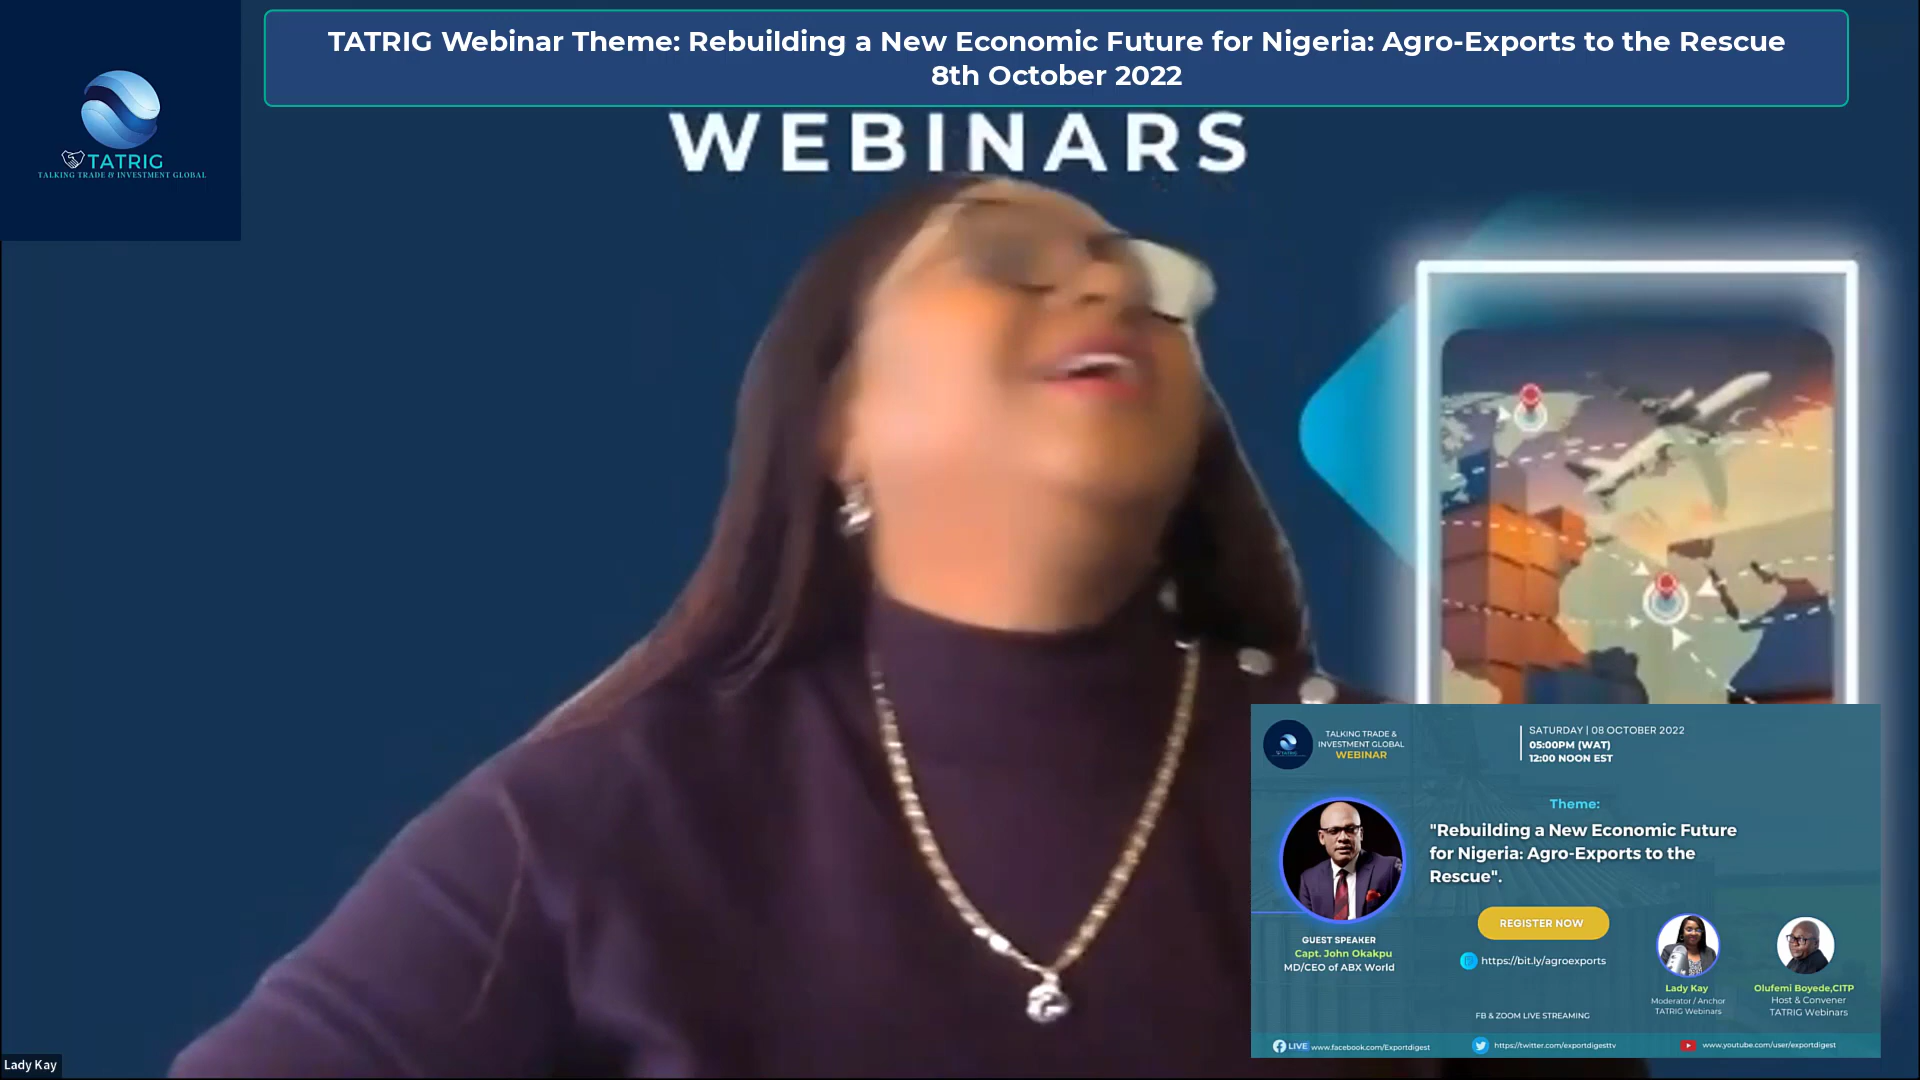 TATRIG Webinar Theme: Rebuilding a New Economic Future for Nigeria: Agro-Exports to the Rescue
8th October 2022
TATRIG
TALKING TRADE & INVESTMENT GLOBAL
WEBINARS
TALKING TRADE &
INVESTMENT GLOBAL
WEBINAR
SATURDAY | 08 OCTOBER 2022
05:00PM (WAT)
12:00 NOON EST
Theme:
"Rebuilding a New Economic Future
for Nigeria: Agro-Exports to the
Rescue".
REGISTER NOW
https://bit.ly/agroexports
GUEST SPEAKER
Capt. John Okakpu
MD/CEO of ABX World
Lady Kay
Moderator / Anchor
TATRIG Webinars
Olufemi Boyede,CITP
Host & Convener
TATRIG Webinars
FB & ZOOM LIVE STREAMING
LIVE www.facebook.com/Exportdigest
https://twitter.com/exportdigesttv
www.youtube.com/user/exportdigest
Lady Kay